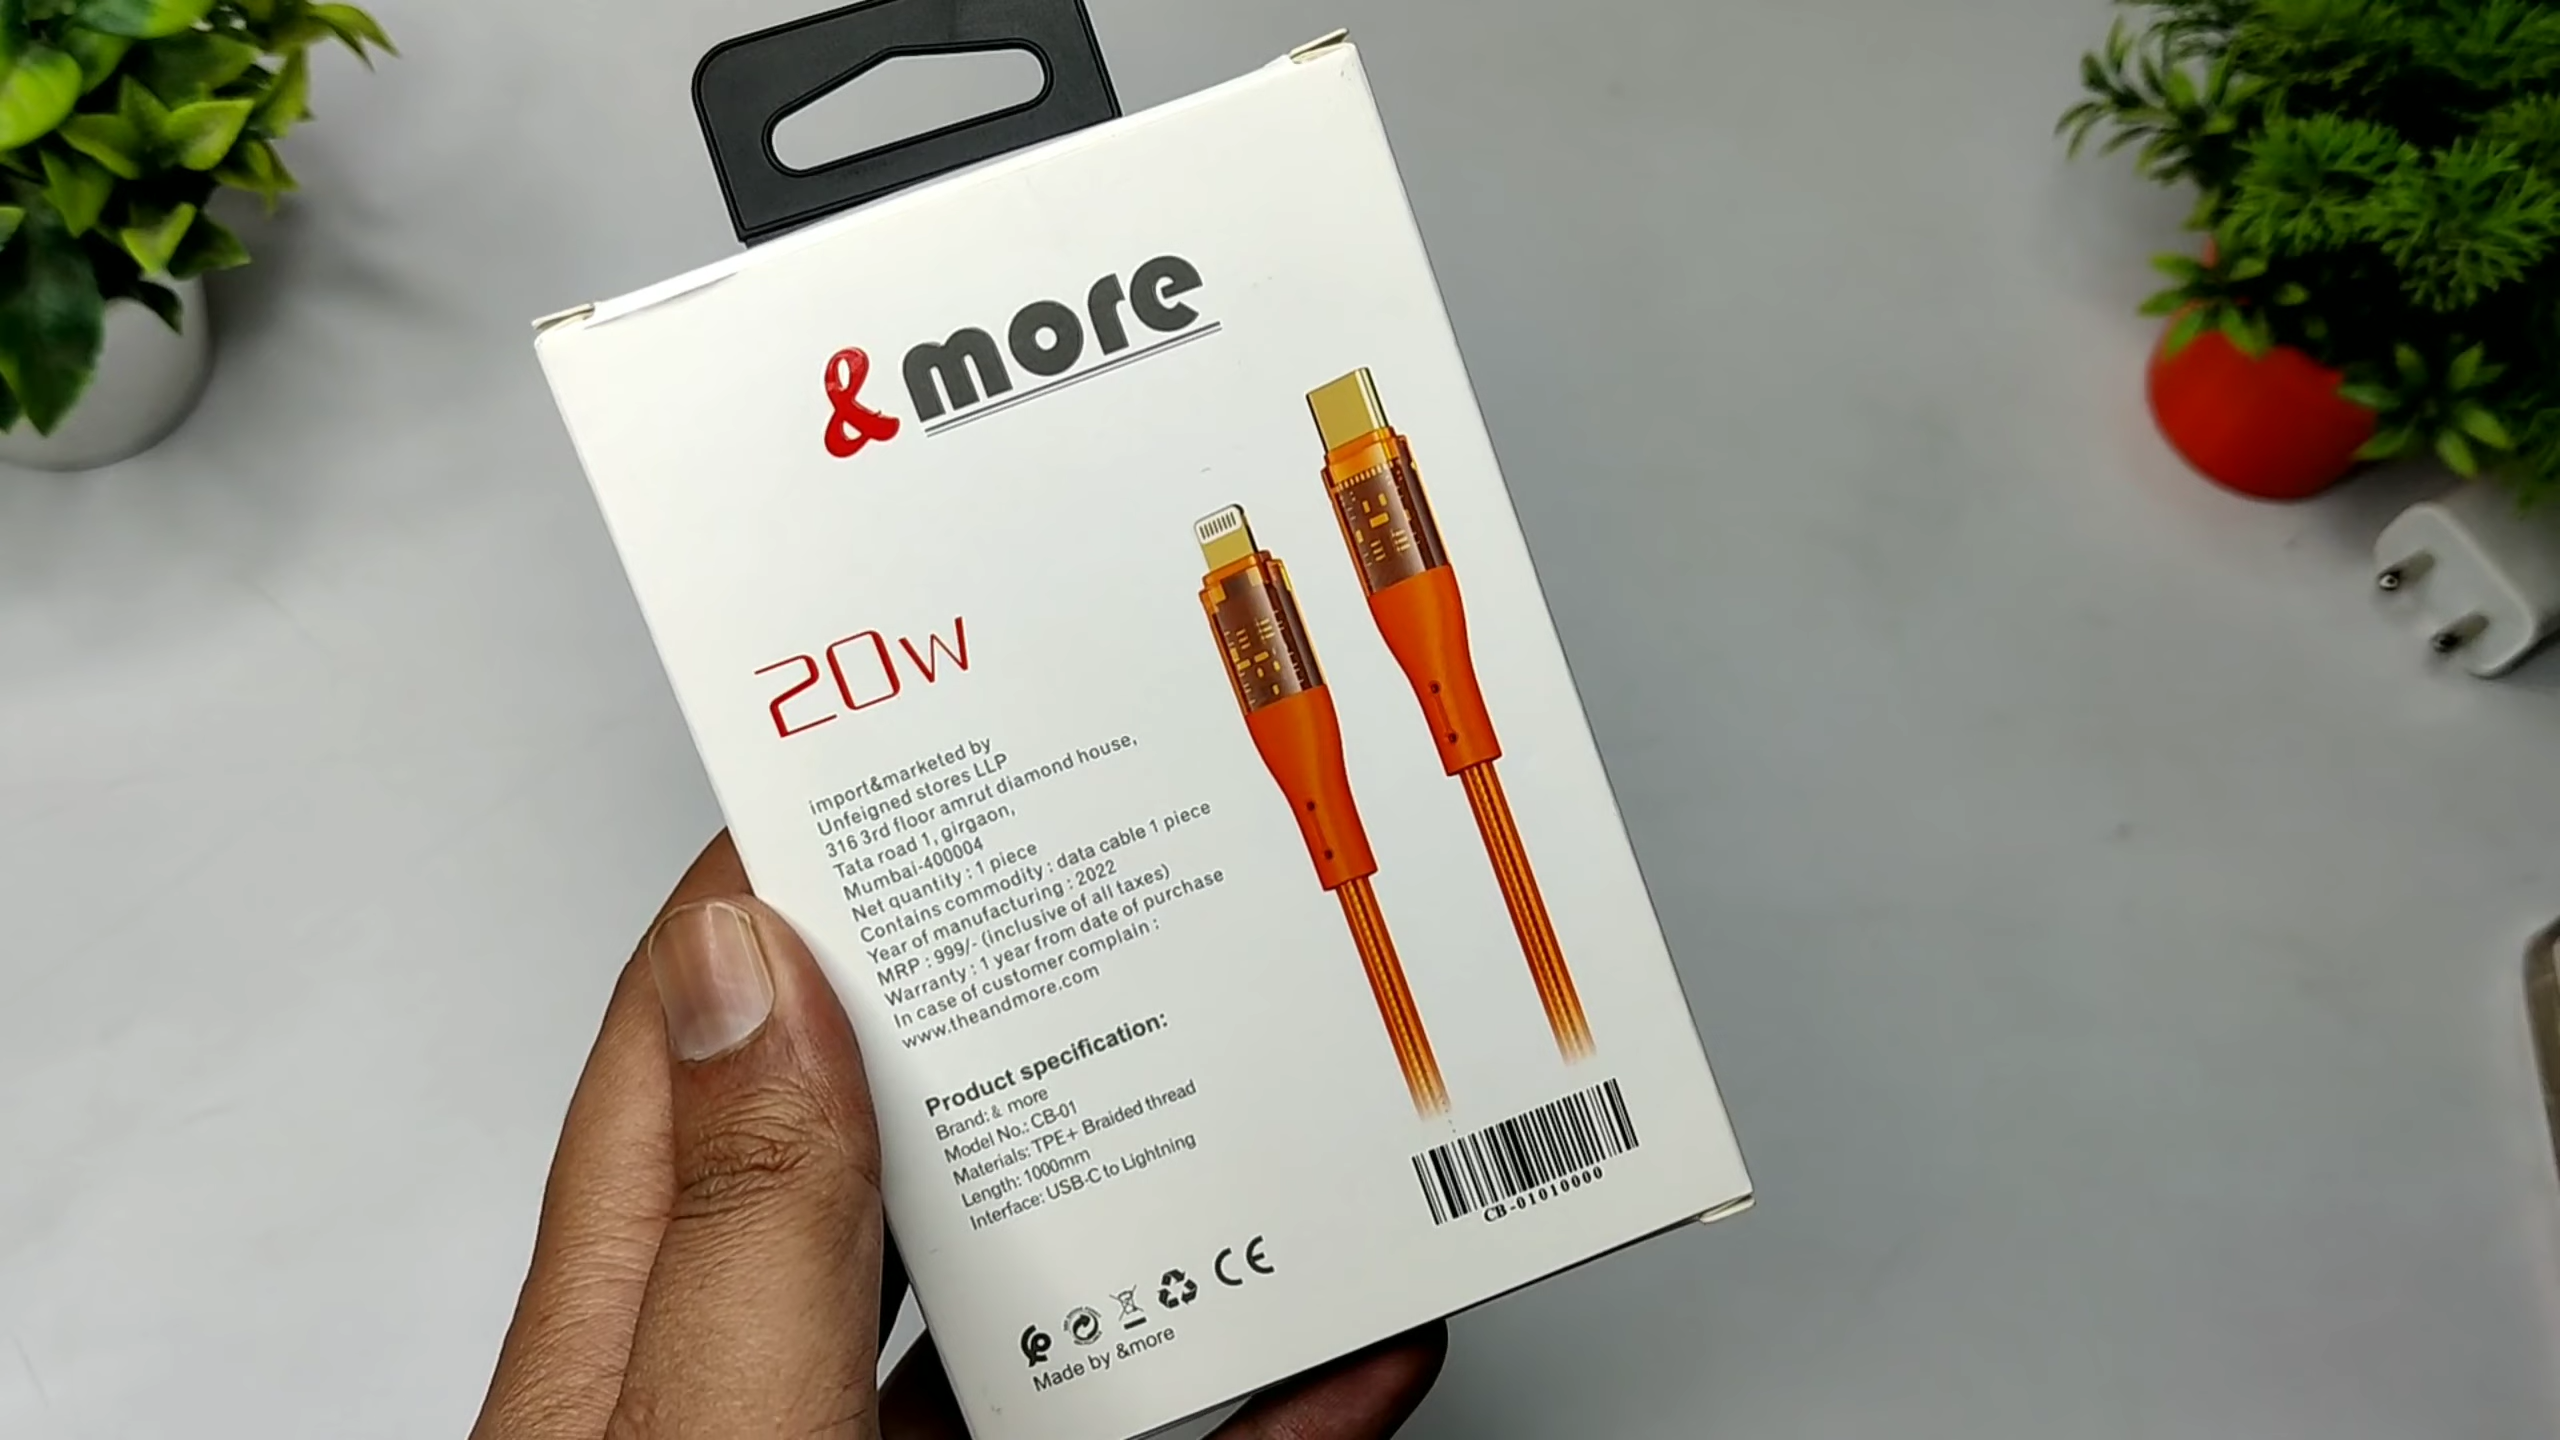 & more
20W
import&marketed by
Unfeigned stores LLP
316 3rd floor amrut diamond house,
Tata road 1, girgaon,
Mumbai-400004
Net quantity : 1 piece
Contains commodity : data cable 1 piece
Year of manufacturing : 2022
MRP : 999/- (inclusive of all taxes)
Warranty : 1 year from date of purchase
In case of customer complain :
www.theandmore.com
Product specification:
Brand: & more
Model No.: CB-01
Materials: TPE+ Braided thread
Length: 1000mm
Interface: USB-C to Lightning
CB-01010000
CE
Made by &more